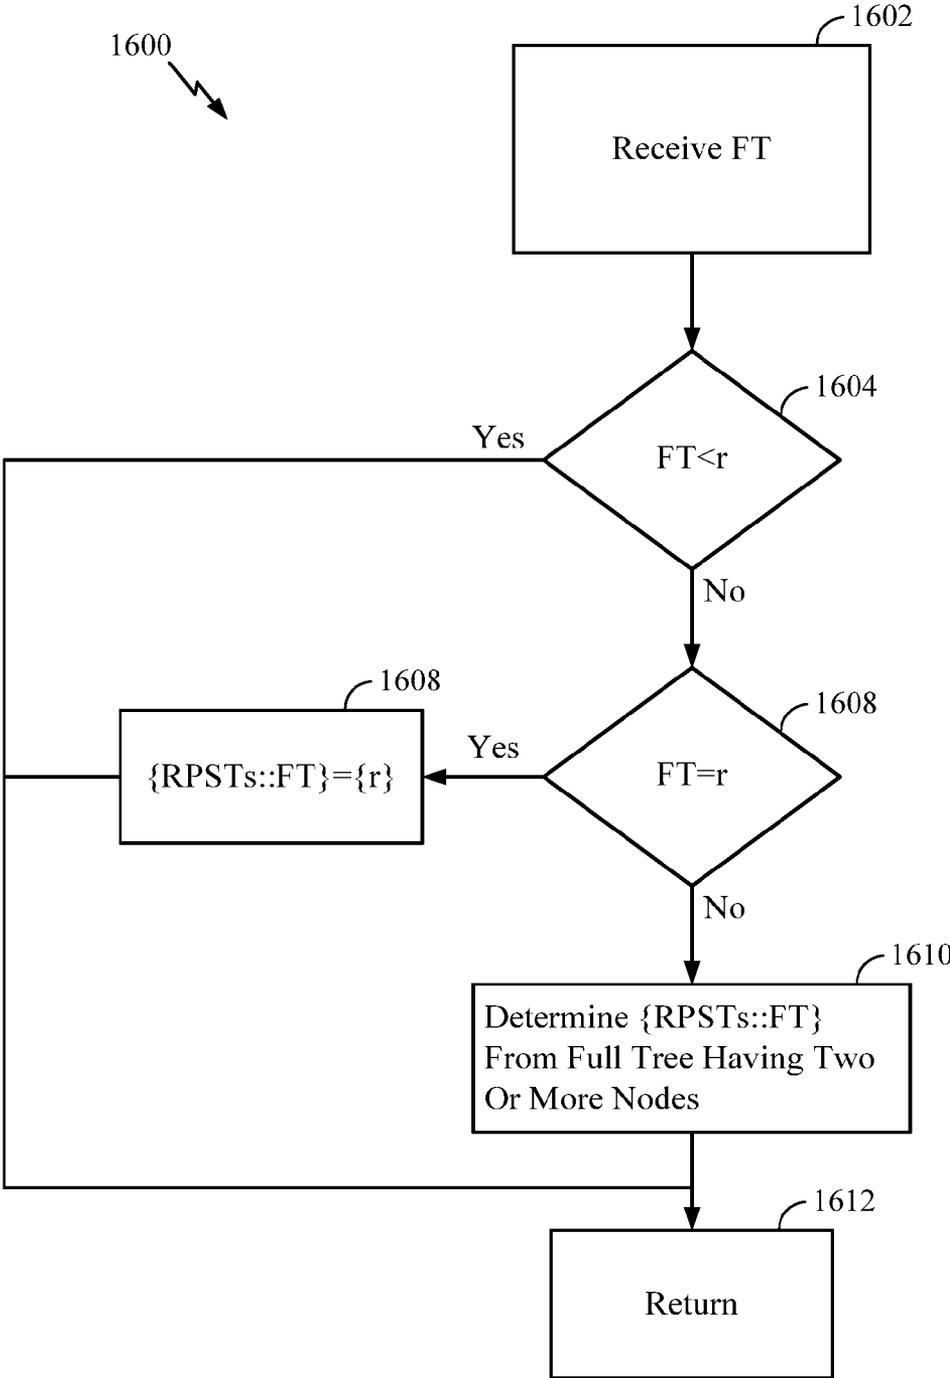 1602
1600
Receive FT
1604
Yes
FT<r
No
1608
1608
Yes
{RPSTs::FT}={r}
FT=r
No
1610
Determine {RPSTs::FT}
From Full Tree Having Two
Or More Nodes
1612
Return